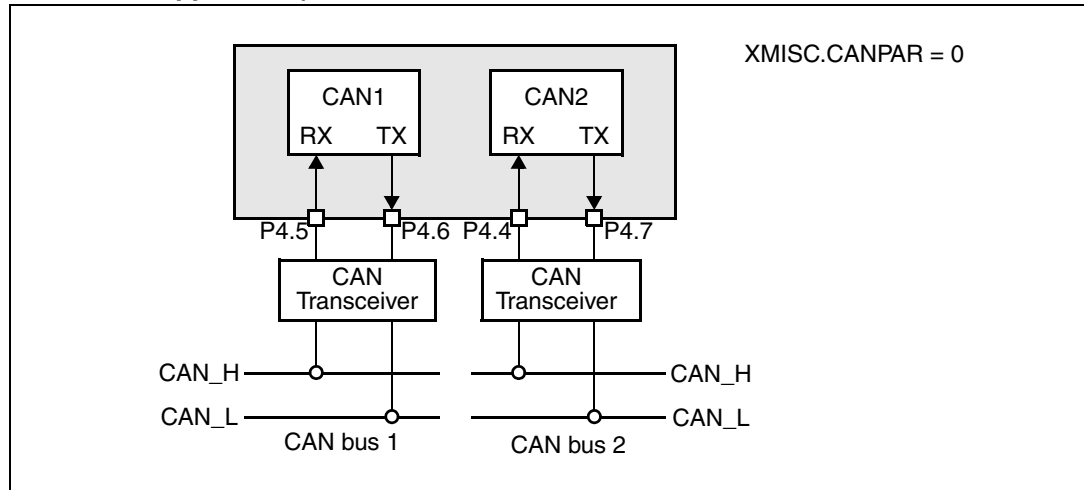 XMISC.CANPAR = 0
CAN1
RX TX
CAN2
RX TX
P4.5
P4.6
P4.4
P4.7
CAN
Transceiver
CAN
Transceiver
CAN_H
CAN_H
CAN_L
CAN_L
CAN bus 1
CAN bus 2